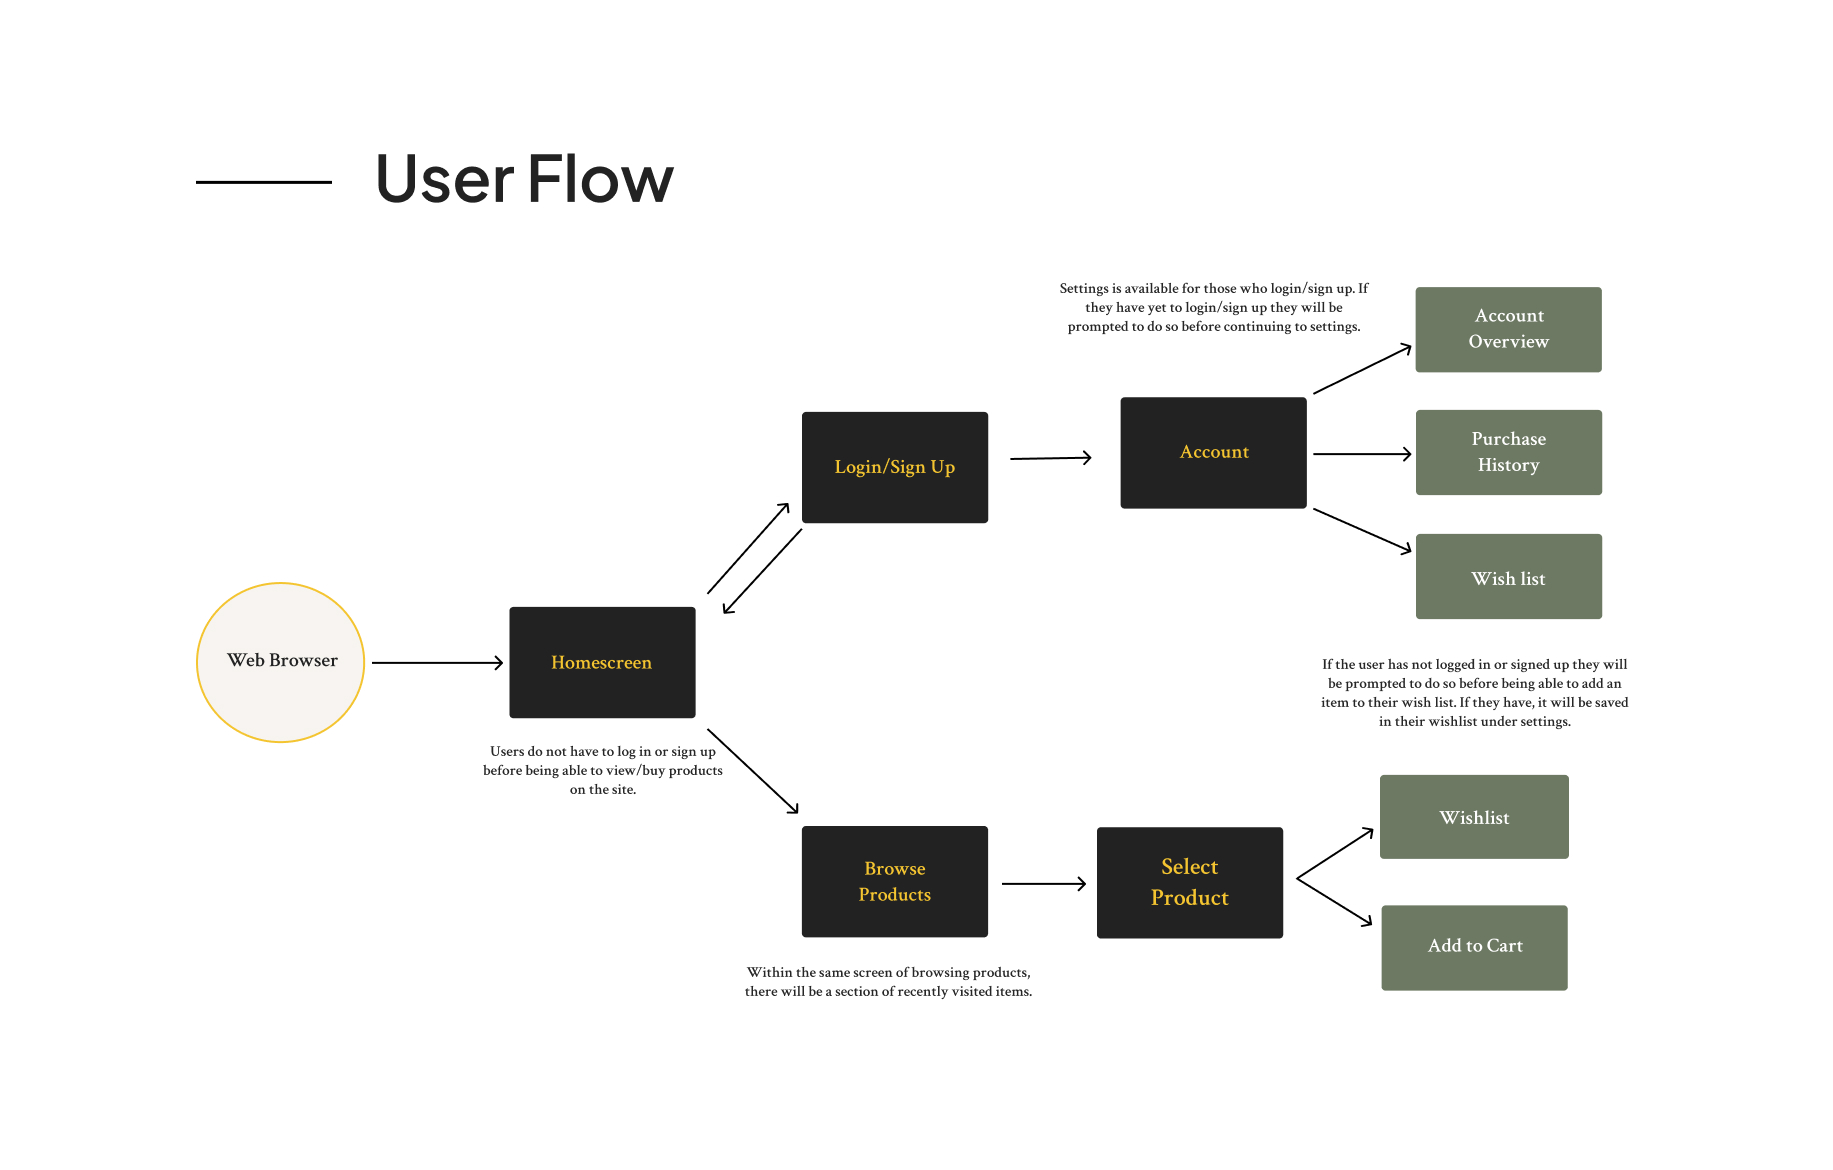 User Flow
Settings is available for those who login/sign up. If
they have yet to login/sign up they will be
prompted to do so before continuing to settings.
Account
Overview
Login/Sign Up
Account
Purchase
History
Wish list
Web Browser
Homescreen
Users do not have to log in or sign up
before being able to view/buy products
on the site.
If the user has not logged in or signed up they will
be prompted to do so before being able to add an
item to their wish list. If they have, it will be saved
in their wishlist under settings.
Browse
Products
Select
Product
Wishlist
Add to Cart
Within the same screen of browsing products,
there will be a section of recently visited items.